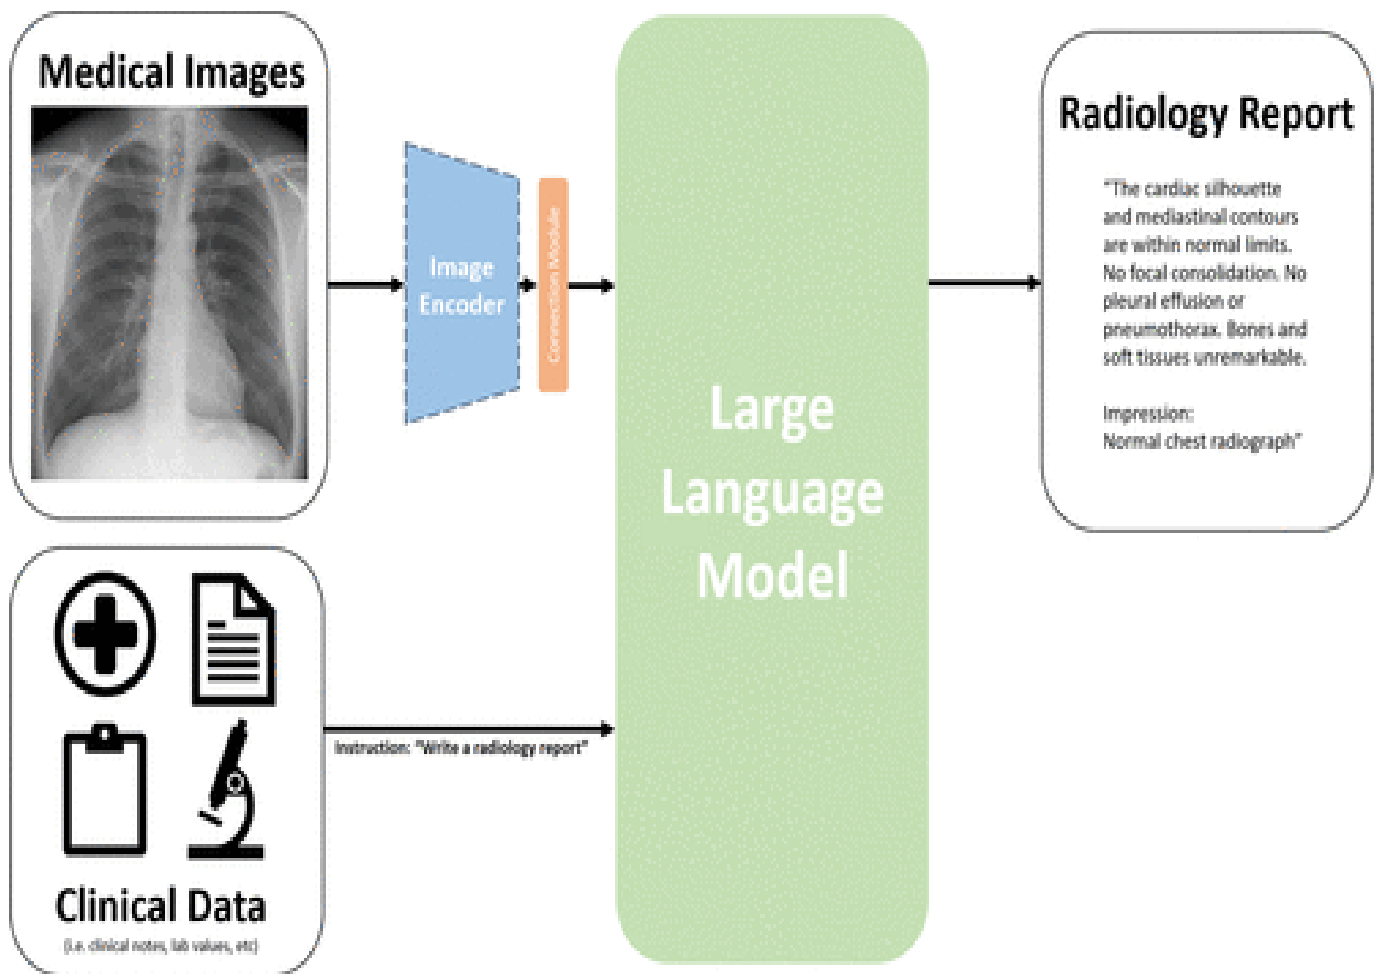 Medical Images
Image
Encoder
Connection Module
Large
Language
Model
Radiology Report
"The cardiac silhouette
and mediastinal contours
are within normal limits.
No focal consolidation. No
pleural effusion or
pneumothorax. Bones and
soft tissues unremarkable.
Impression:
Normal chest radiograph"
Instruction: "Write a radiology report"
Clinical Data
(i.e. clinical notes, lab values, etc)